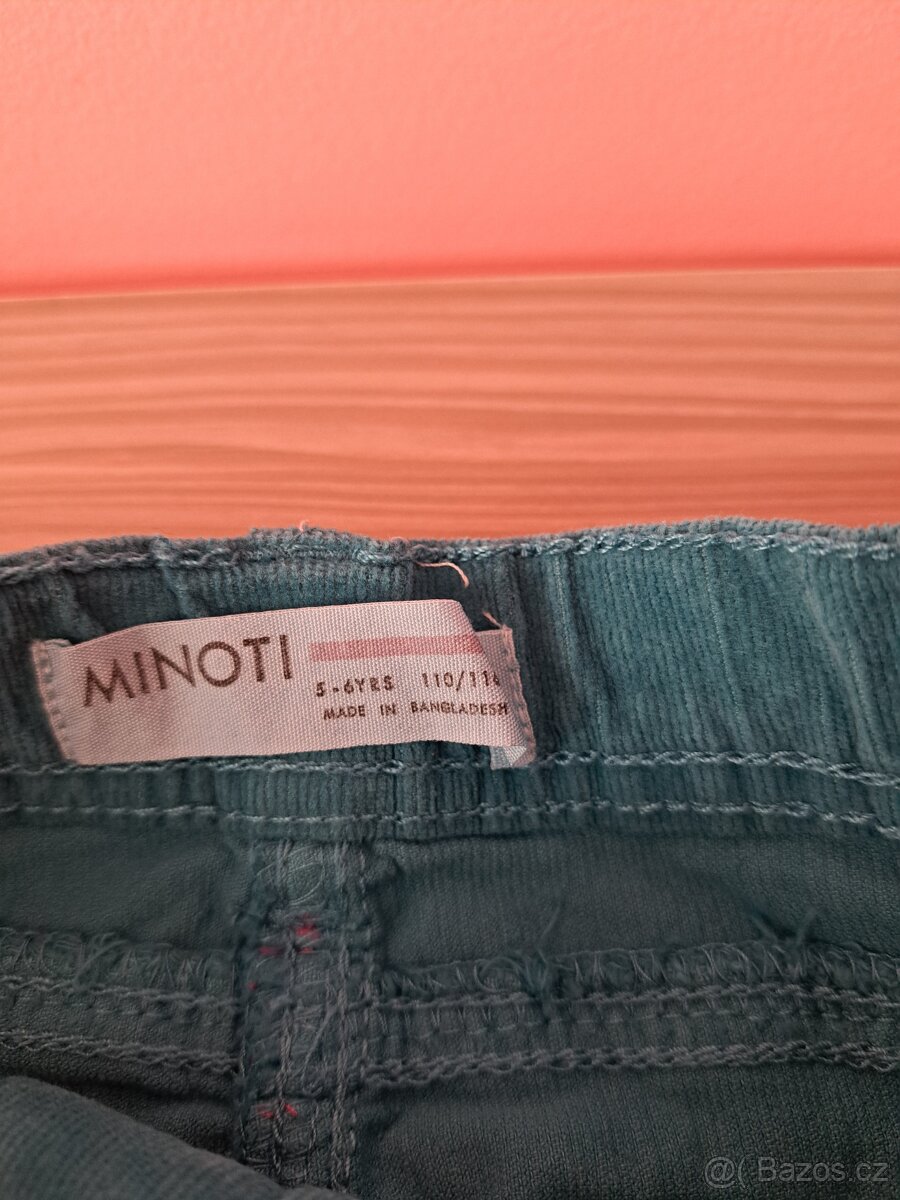 MINOTI
5-6YRS 110/116
MADE IN BANGLADESH
@( Bazos.cz